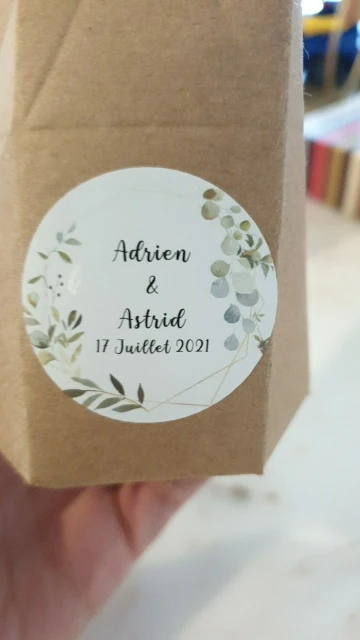 Adrien
&
Astrid
17 Juillet 2021